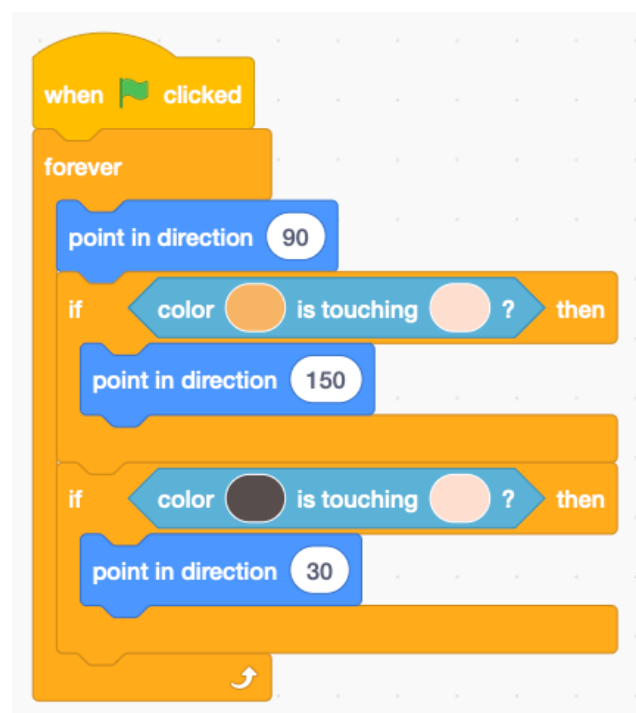 when clicked
forever
point in direction 90
if color is touching ? then
point in direction 150
if color is touching ? then
point in direction 30